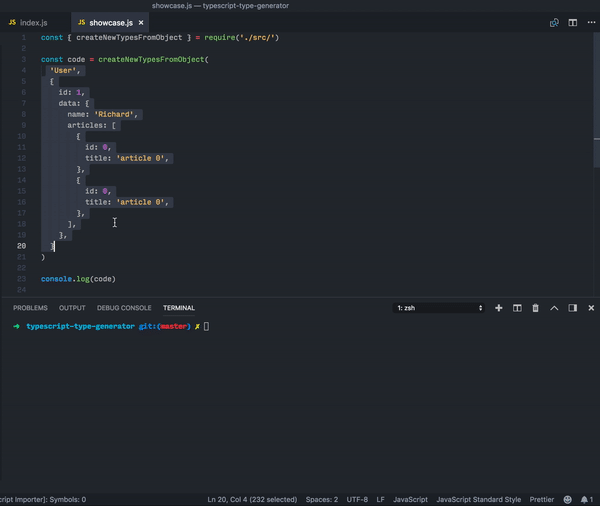 showcase.js — typescript-type-generator
JS index.js JS showcase.js ×
1 const { createNewTypesFromObject } = require('./src/')
2
3 const code = createNewTypesFromObject(
4 'User',
5 {
6 id: 1,
7 data: {
8 name: 'Richard',
9 articles: [
10 {
11 id: 0,
12 title: 'article 0',
13 },
14 {
15 id: 0,
16 title: 'article 0',
17 },
18 ],
19 },
20 }
21 )
22
23 console.log(code)
24
PROBLEMS OUTPUT DEBUG CONSOLE TERMINAL 1: zsh
➜ typescript-type-generator git:(master) ✗
cript Importer]: Symbols: 0 Ln 20, Col 4 (232 selected) Spaces: 2 UTF-8 LF JavaScript JavaScript Standard Style Prettier 1